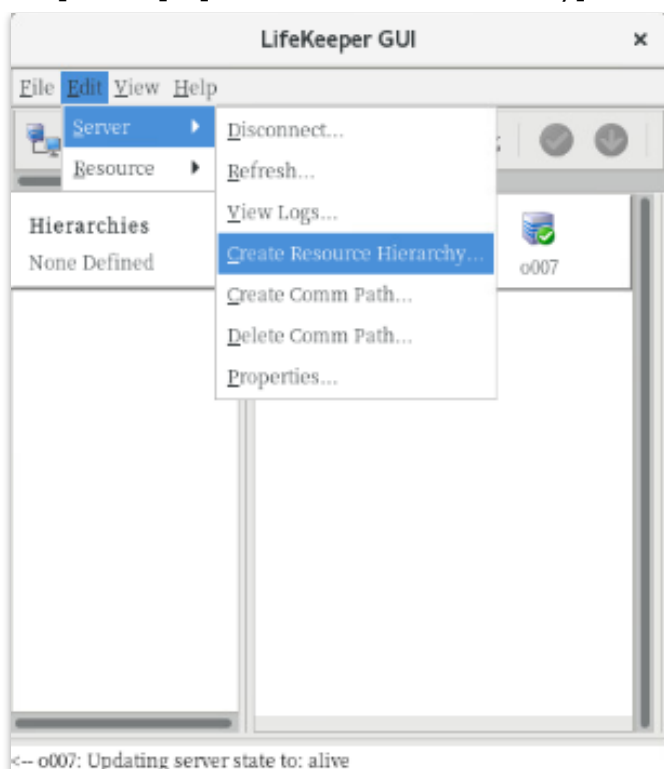 LifeKeeper GUI ×
File Edit View Help
Server
Resource
Disconnect...
Refresh...
View Logs...
Create Resource Hierarchy...
Create Comm Path...
Delete Comm Path...
Properties...
Hierarchies
None Defined
o007
<-- o007: Updating server state to: alive